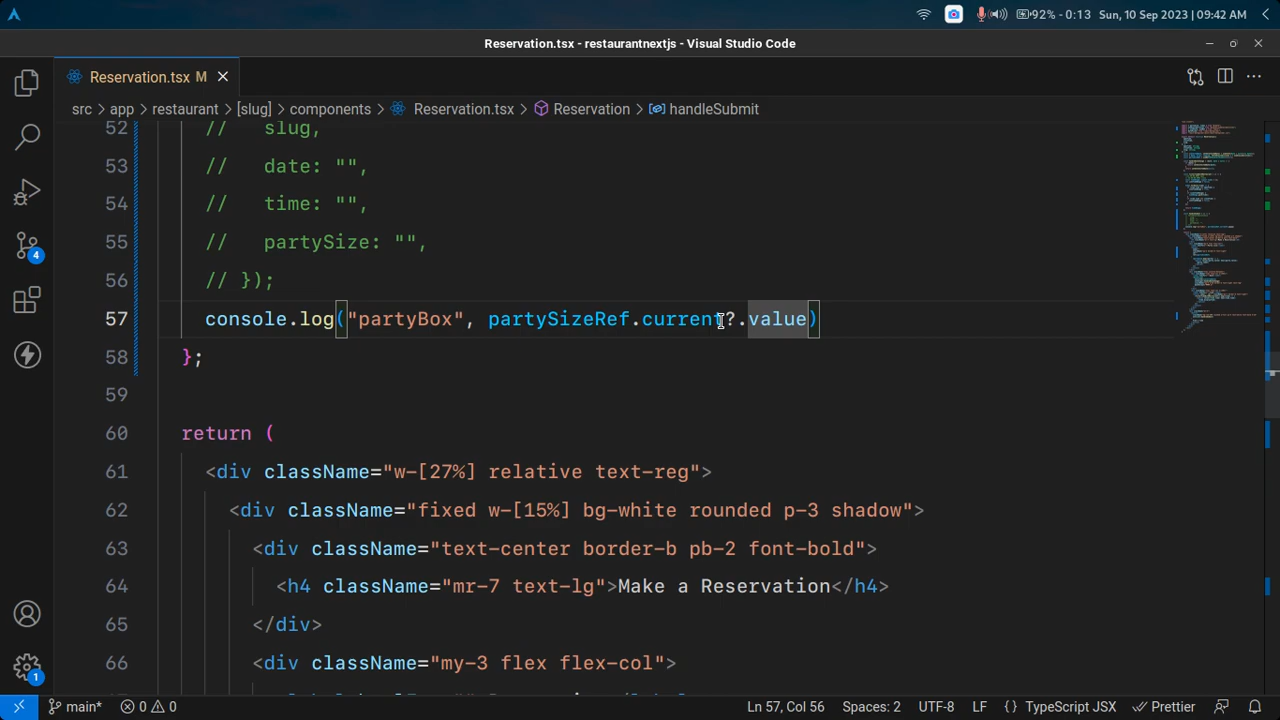 92% - 0:13 Sun, 10 Sep 2023 | 09:42 AM
Reservation.tsx - restaurantnextjs - Visual Studio Code
Reservation.tsx M
src > app > restaurant > [slug] > components > Reservation.tsx > Reservation > handleSubmit
52 // slug,
53 // date: "",
54 // time: "",
55 // partySize: "",
56 // });
57 console.log("partyBox", partySizeRef.current?.value)
58 };
59
60 return (
61 <div className="w-[27%] relative text-reg">
62 <div className="fixed w-[15%] bg-white rounded p-3 shadow">
63 <div className="text-center border-b pb-2 font-bold">
64 <h4 className="mr-7 text-lg">Make a Reservation</h4>
65 </div>
66 <div className="my-3 flex flex-col">
4
1
main* 0 0 Ln 57, Col 56 Spaces: 2 UTF-8 LF {} TypeScript JSX Prettier